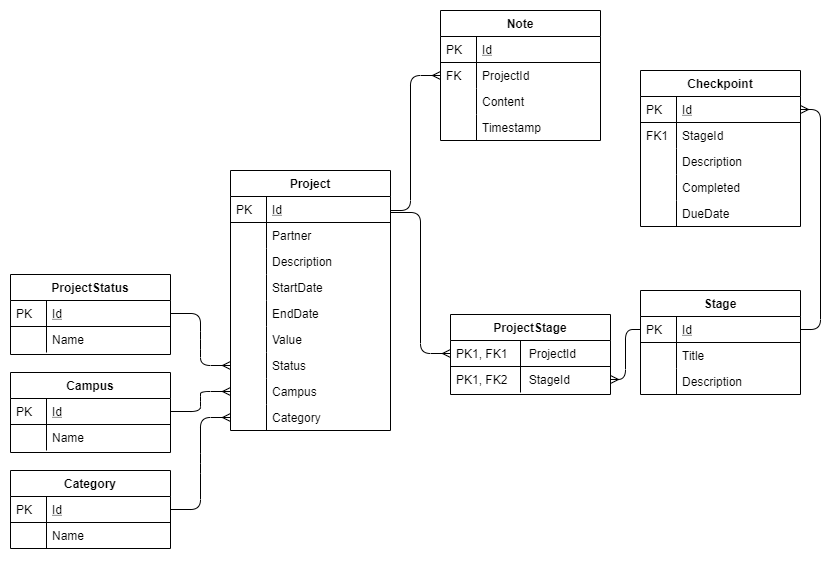 Note
PK Id
FK ProjectId
Content
Timestamp
Checkpoint
PK Id
FK1 StageId
Description
Completed
DueDate
Project
PK Id
Partner
Description
StartDate
EndDate
Value
Status
Campus
Category
ProjectStatus
PK Id
Name
Campus
PK Id
Name
Category
PK Id
Name
ProjectStage
PK1, FK1 ProjectId
PK1, FK2 StageId
Stage
PK Id
Title
Description